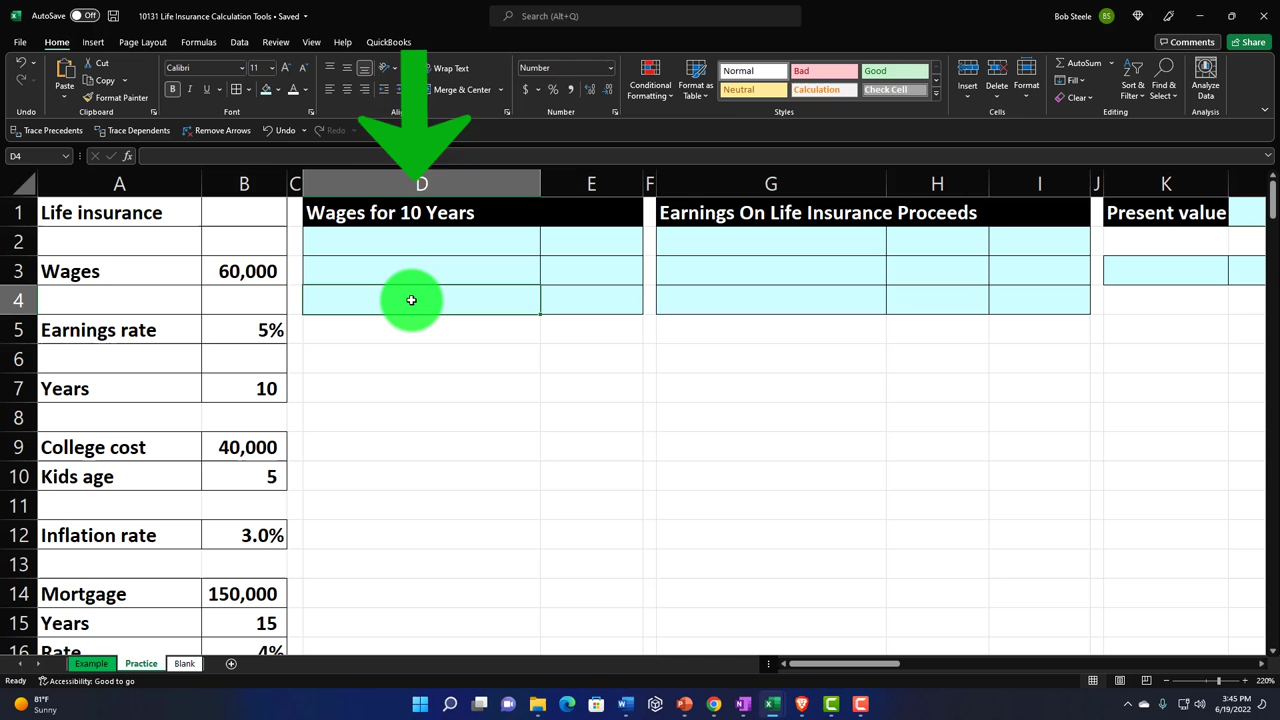 AutoSave Off 10131 Life Insurance Calculation Tools • Saved Search (Alt+Q) Bob Steele BS
File Home Insert Page Layout Formulas Data Review View Help QuickBooks Comments Share
Cut Calibri 11 Wrap Text Number Normal Bad Good AutoSum
Paste Copy Conditional Formatting Format as Table Insert Delete Format Fill Sort & Filter Find & Select Analyze Data
Format Painter Merge & Center Neutral Calculation Check Cell Clear
Undo Clipboard Font Number Styles Cells Editing Analysis
Trace Precedents Trace Dependents Remove Arrows Undo Redo
D4 fx
A B C D E F G H I J K
1 Life insurance Wages for 10 Years Earnings On Life Insurance Proceeds Present value
2
3 Wages 60,000
4
5 Earnings rate 5%
6
7 Years 10
8
9 College cost 40,000
10 Kids age 5
11
12 Inflation rate 3.0%
13
14 Mortgage 150,000
15 Years 15
16 Rate 4%
Example Practice Blank
Ready Accessibility: Good to go 220%
81°F
Sunny
3:45 PM
6/19/2022